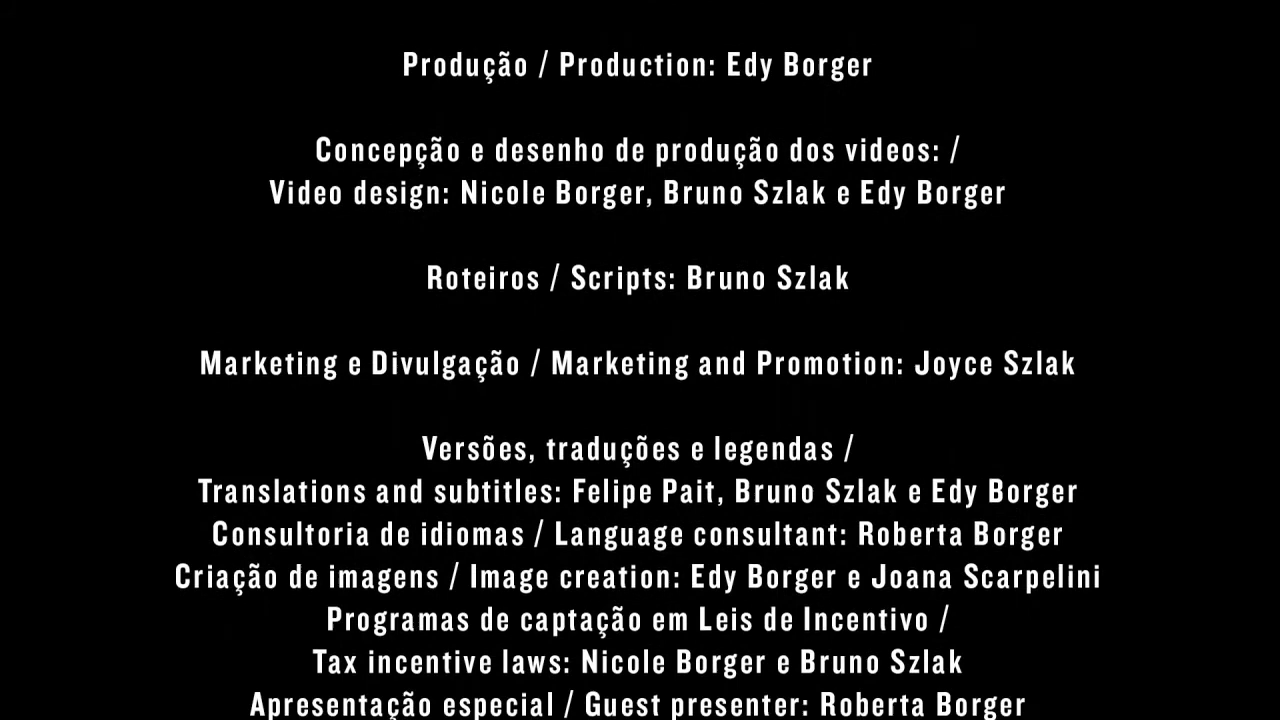 Produção / Production: Edy Borger
Concepção e desenho de produção dos videos: /
Video design: Nicole Borger, Bruno Szlak e Edy Borger
Roteiros / Scripts: Bruno Szlak
Marketing e Divulgação / Marketing and Promotion: Joyce Szlak
Versões, traduções e legendas /
Translations and subtitles: Felipe Pait, Bruno Szlak e Edy Borger
Consultoria de idiomas / Language consultant: Roberta Borger
Criação de imagens / Image creation: Edy Borger e Joana Scarpelini
Programas de captação em Leis de Incentivo /
Tax incentive laws: Nicole Borger e Bruno Szlak
Apresentação especial / Guest presenter: Roberta Borger